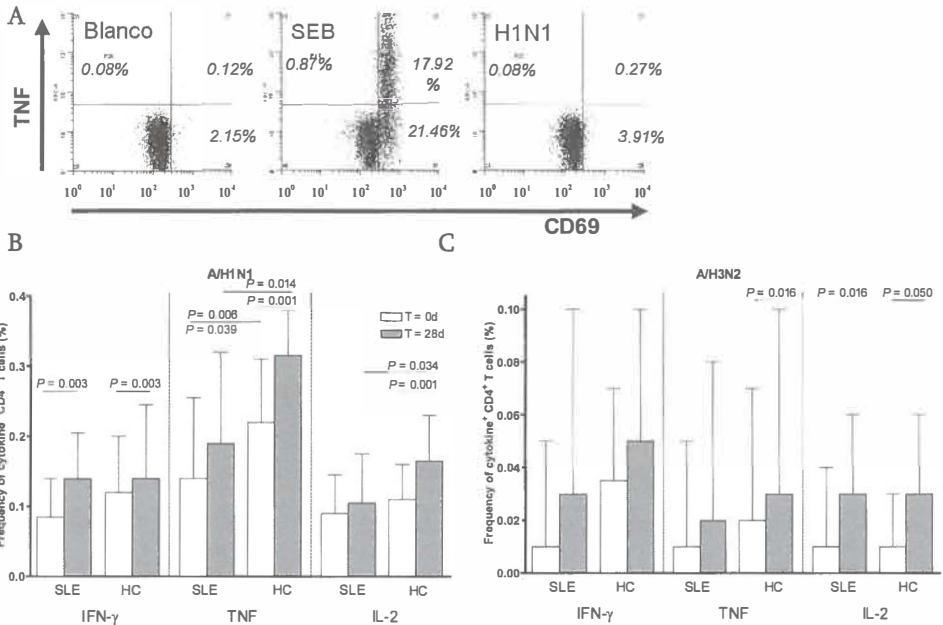 A
Blanco
SEB
H1N1
0.08% 0.12%
0.87% 17.92
%
0.08% 0.27%
2.15%
21.46%
3.91%
TNF
10⁰ 10¹ 10² 10³ 10⁴
10⁰ 10¹ 10² 10³ 10⁴
10⁰ 10¹ 10² 10³ 10⁴
CD69
B
A/H1N1
Frequency of cytokine⁺ CD4⁺ T cells (%)
0.4
0.3
0.2
0.1
0.0
P = 0.014
P = 0.001
P = 0.006
P = 0.039
T = 0d
T = 28d
P = 0.034
P = 0.001
P = 0.003 P = 0.003
SLE HC SLE HC SLE HC
IFN-γ TNF IL-2
C
A/H3N2
Frequency of cytokine⁺ CD4⁺ T cells (%)
0.10
0.08
0.06
0.04
0.02
0.00
P = 0.016 P = 0.016 P = 0.050
SLE HC SLE HC SLE HC
IFN-γ TNF IL-2